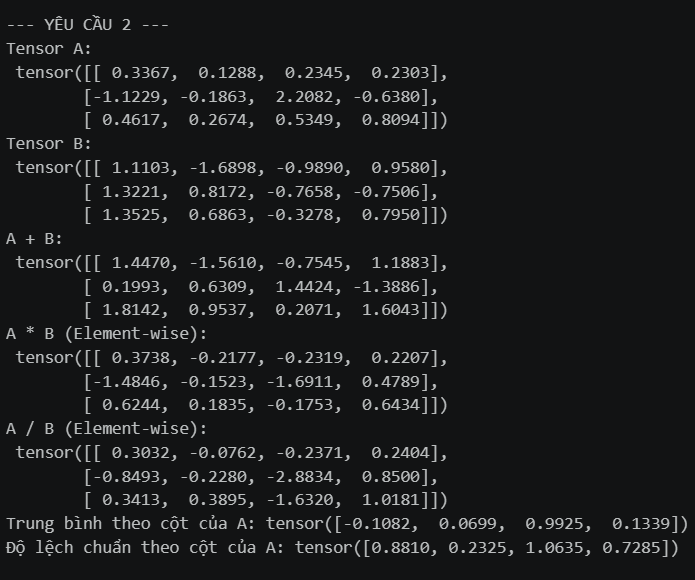 --- YÊU CẦU 2 ---
Tensor A:
 tensor([[ 0.3367,  0.1288,  0.2345,  0.2303],
        [-1.1229, -0.1863,  2.2082, -0.6380],
        [ 0.4617,  0.2674,  0.5349,  0.8094]])
Tensor B:
 tensor([[ 1.1103, -1.6898, -0.9890,  0.9580],
        [ 1.3221,  0.8172, -0.7658, -0.7506],
        [ 1.3525,  0.6863, -0.3278,  0.7950]])
A + B:
 tensor([[ 1.4470, -1.5610, -0.7545,  1.1883],
        [ 0.1993,  0.6309,  1.4424, -1.3886],
        [ 1.8142,  0.9537,  0.2071,  1.6043]])
A * B (Element-wise):
 tensor([[ 0.3738, -0.2177, -0.2319,  0.2207],
        [-1.4846, -0.1523, -1.6911,  0.4789],
        [ 0.6244,  0.1835, -0.1753,  0.6434]])
A / B (Element-wise):
 tensor([[ 0.3032, -0.0762, -0.2371,  0.2404],
        [-0.8493, -0.2280, -2.8834,  0.8500],
        [ 0.3413,  0.3895, -1.6320,  1.0181]])
Trung bình theo cột của A: tensor([-0.1082,  0.0699,  0.9925,  0.1339])
Độ lệch chuẩn theo cột của A: tensor([0.8810, 0.2325, 1.0635, 0.7285])